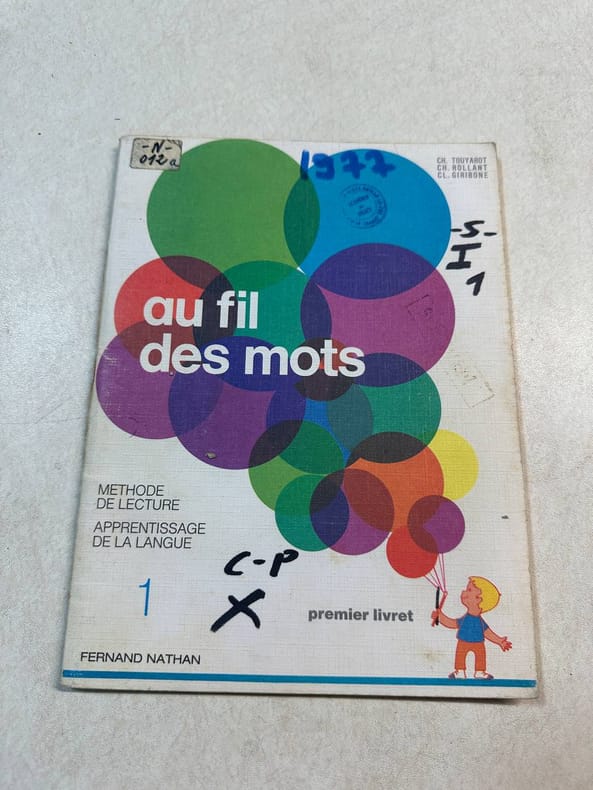 -N-
012a
1977
CH. TOUYAROT
CH. ROLLANT
CL. GIRIBONE
-S-
I
1
au fil
des mots
METHODE
DE LECTURE
APPRENTISSAGE
DE LA LANGUE
1
C-P
X
premier livret
FERNAND NATHAN